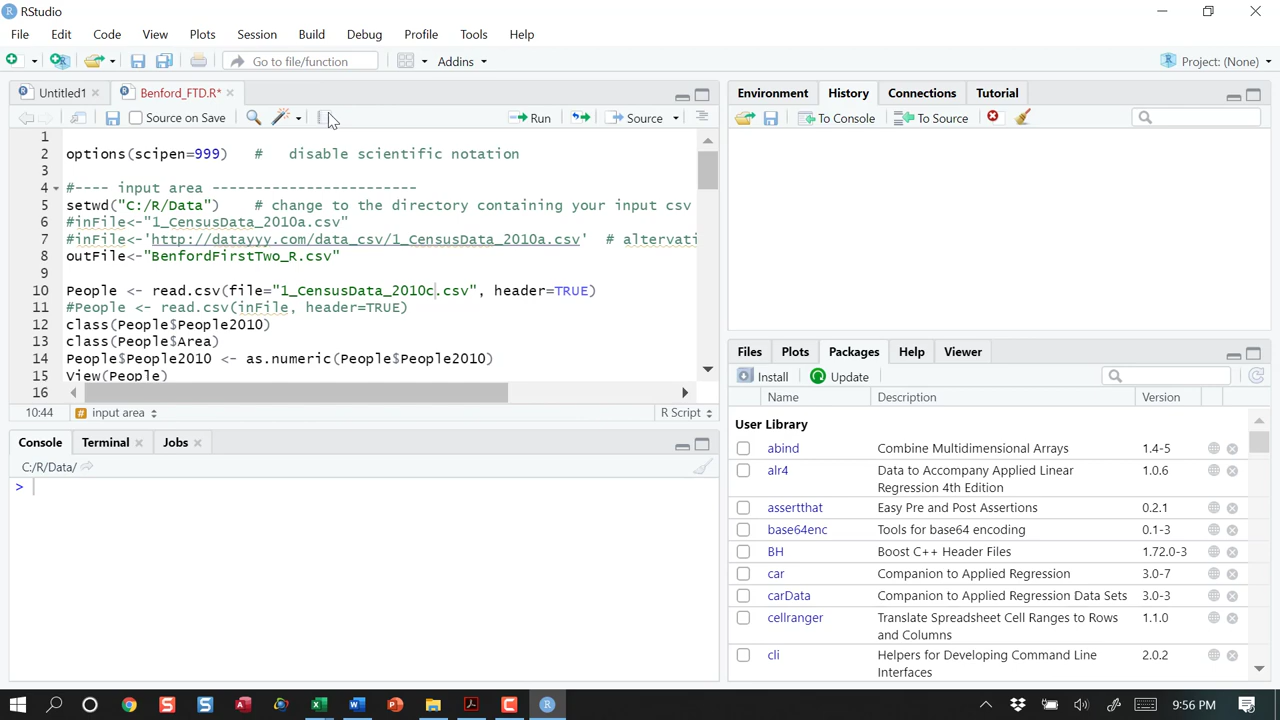 RStudio
File Edit Code View Plots Session Build Debug Profile Tools Help
Go to file/function Addins Project: (None)
Untitled1 Benford_FTD.R*
Source on Save Run Source
1
2 options(scipen=999) # disable scientific notation
3
4 #---- input area ------------------------
5 setwd("C:/R/Data") # change to the directory containing your input csv
6 #inFile<-"1_CensusData_2010a.csv"
7 #inFile<-'http://datayyy.com/data_csv/1_CensusData_2010a.csv' # altervati
8 outFile<-"BenfordFirstTwo_R.csv"
9
10 People <- read.csv(file="1_CensusData_2010c.csv", header=TRUE)
11 #People <- read.csv(inFile, header=TRUE)
12 class(People$People2010)
13 class(People$Area)
14 People$People2010 <- as.numeric(People$People2010)
15 View(People)
16
10:44 input area R Script
Console Terminal Jobs
C:/R/Data/
>
Environment History Connections Tutorial
To Console To Source
Files Plots Packages Help Viewer
Install Update
Name Description Version
User Library
abind Combine Multidimensional Arrays 1.4-5
alr4 Data to Accompany Applied Linear 1.0.6
Regression 4th Edition
assertthat Easy Pre and Post Assertions 0.2.1
base64enc Tools for base64 encoding 0.1-3
BH Boost C++ Header Files 1.72.0-3
car Companion to Applied Regression 3.0-7
carData Companion to Applied Regression Data Sets 3.0-3
cellranger Translate Spreadsheet Cell Ranges to Rows 1.1.0
and Columns
cli Helpers for Developing Command Line 2.0.2
Interfaces
9:56 PM